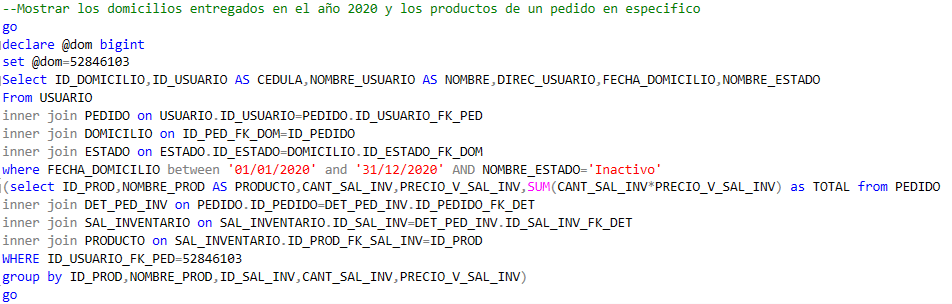 --Mostrar los domicilios entregados en el año 2020 y los productos de un pedido en especifico
go
declare @dom bigint
set @dom=52846103
Select ID_DOMICILIO,ID_USUARIO AS CEDULA,NOMBRE_USUARIO AS NOMBRE,DIREC_USUARIO,FECHA_DOMICILIO,NOMBRE_ESTADO
From USUARIO
inner join PEDIDO on USUARIO.ID_USUARIO=PEDIDO.ID_USUARIO_FK_PED
inner join DOMICILIO on ID_PED_FK_DOM=ID_PEDIDO
inner join ESTADO on ESTADO.ID_ESTADO=DOMICILIO.ID_ESTADO_FK_DOM
where FECHA_DOMICILIO between '01/01/2020' and '31/12/2020' AND NOMBRE_ESTADO='Inactivo'
(select ID_PROD,NOMBRE_PROD AS PRODUCTO,CANT_SAL_INV,PRECIO_V_SAL_INV,SUM(CANT_SAL_INV*PRECIO_V_SAL_INV) as TOTAL from PEDIDO
inner join DET_PED_INV on PEDIDO.ID_PEDIDO=DET_PED_INV.ID_PEDIDO_FK_DET
inner join SAL_INVENTARIO on SAL_INVENTARIO.ID_SAL_INV=DET_PED_INV.ID_SAL_INV_FK_DET
inner join PRODUCTO on SAL_INVENTARIO.ID_PROD_FK_SAL_INV=ID_PROD
WHERE ID_USUARIO_FK_PED=52846103
group by ID_PROD,NOMBRE_PROD,ID_SAL_INV,CANT_SAL_INV,PRECIO_V_SAL_INV)
go